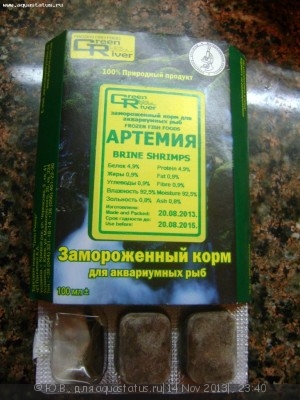 www.aquastatus.ru
Green
River
100% Природный продукт
Green
River
замороженный корм для
аквариумных рыб
FROZEN FISH FOODS
АРТЕМИЯ
BRINE SHRIMPS
Белок 4,9% Protein 4,9%
Жиры 0,9% Fat 0,9%
Углеводы 0,9% Fibre 0,9%
Влажность 92,5% Moisture 92,5%
Зольность 0,9% Ash 0,9%
Изготовлено:
Made and Packed: 20.08.2013.
Срок годности до:
Use before: 20.08.2015.
Замороженный корм
для аквариумных рыб
100 мл ±
© Ю.В., для aquastatus.ru | 14 Nov 2013 | 23:40